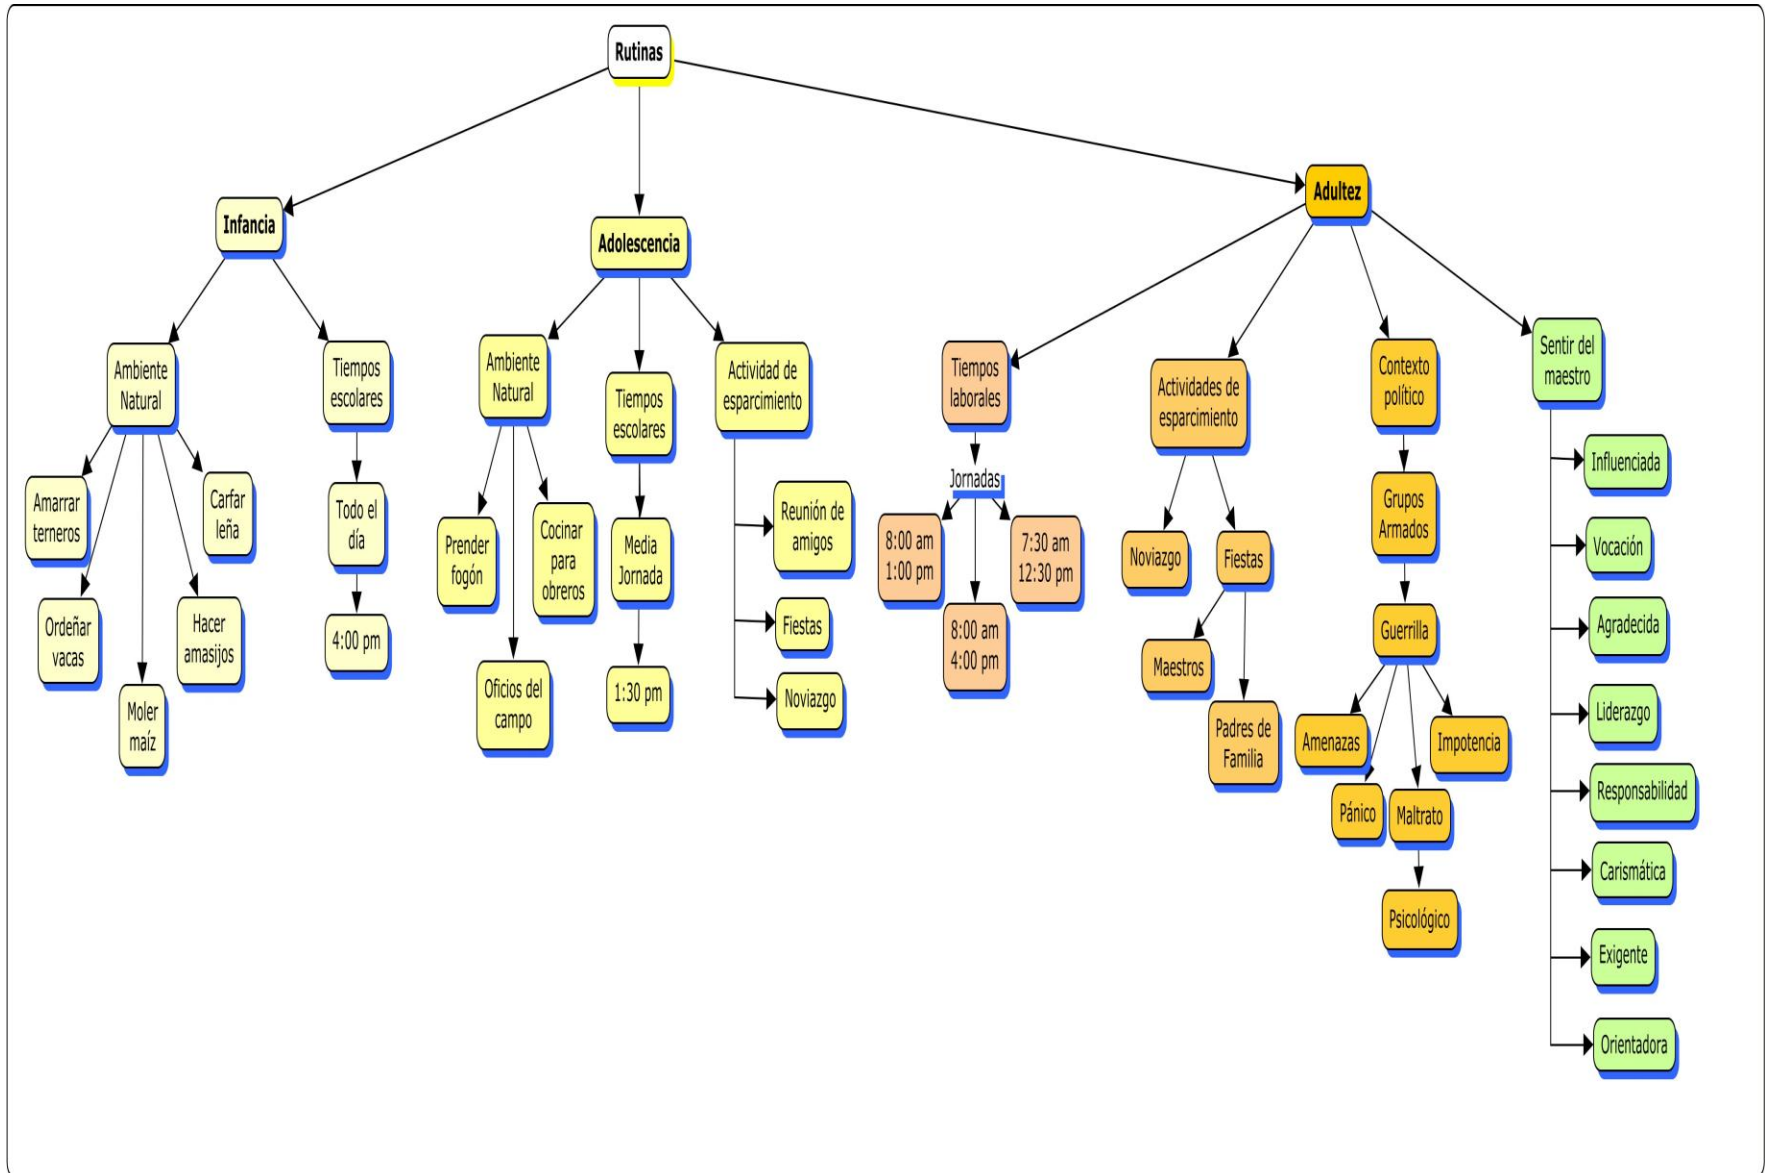 Rutinas
Infancia
Ambiente
Natural
Amarrar
terneros
Ordeñar
vacas
Moler
maíz
Hacer
amasijos
Carfar
leña
Tiempos
escolares
Todo el
día
4:00 pm
Adolescencia
Ambiente
Natural
Prender
fogón
Oficios del
campo
Cocinar
para
obreros
Tiempos
escolares
Media
Jornada
1:30 pm
Actividad de
esparcimiento
Reunión de
amigos
Fiestas
Noviazgo
Adultez
Tiempos
laborales
Jornadas
8:00 am
1:00 pm
8:00 am
4:00 pm
7:30 am
12:30 pm
Actividades de
esparcimiento
Noviazgo
Fiestas
Maestros
Padres de
Familia
Contexto
político
Grupos
Armados
Guerrilla
Amenazas
Pánico
Maltrato
Psicológico
Impotencia
Sentir del
maestro
Influenciada
Vocación
Agradecida
Liderazgo
Responsabilidad
Carismática
Exigente
Orientadora